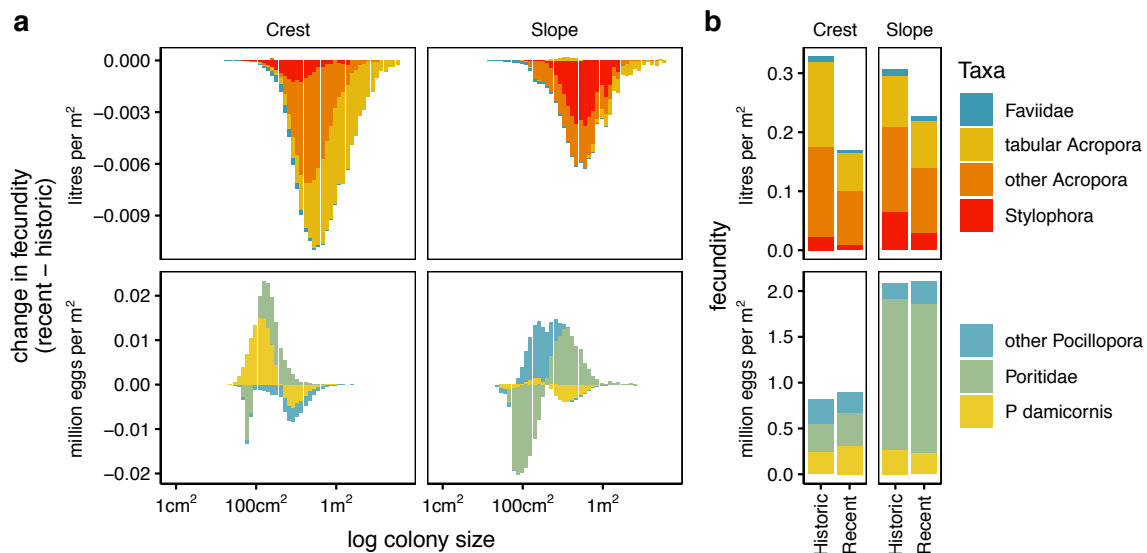 a
Crest
Slope
0.000
−0.003
−0.006
−0.009
litres per m²
0.02
0.01
0.00
−0.01
−0.02
million eggs per m²
change in fecundity
(recent − historic)
1cm²
100cm²
1m²
1cm²
100cm²
1m²
log colony size
b
Crest
Slope
0.3
0.2
0.1
0.0
litres per m²
2.0
1.5
1.0
0.5
0.0
million eggs per m²
fecundity
Historic
Recent
Historic
Recent
Taxa
Faviidae
tabular Acropora
other Acropora
Stylophora
other Pocillopora
Poritidae
P damicornis